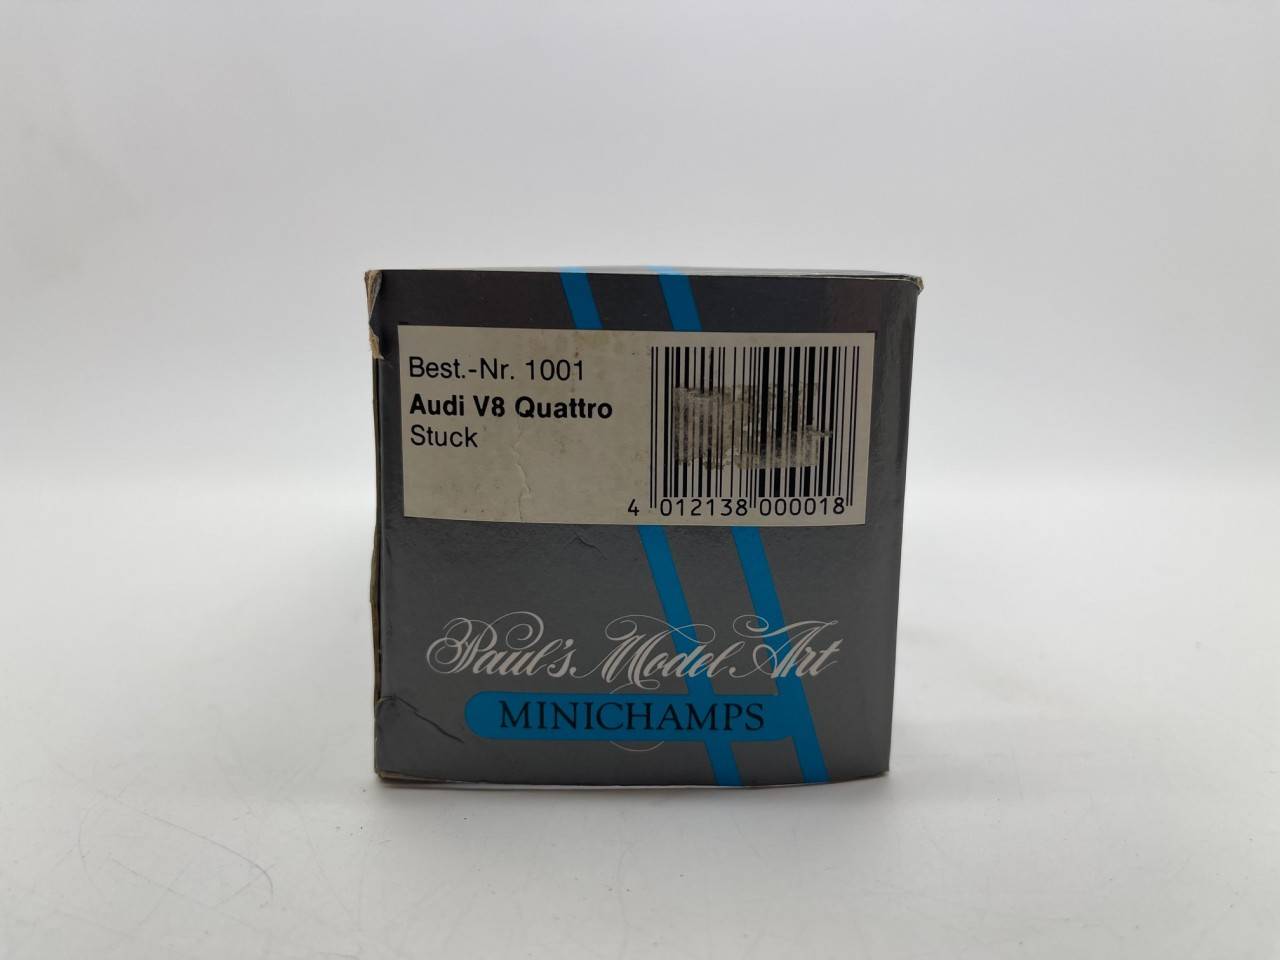 Best.-Nr. 1001
Audi V8 Quattro
Stuck
4 012138 000018
Paul's Model Art
MINICHAMPS